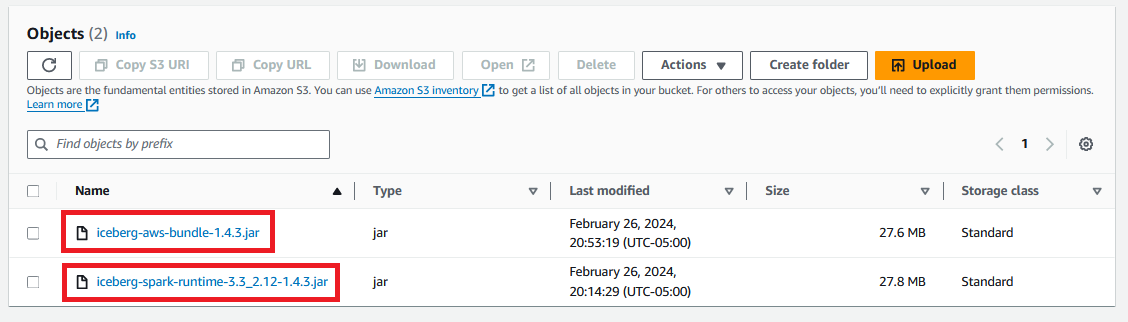 Objects (2) Info
Copy S3 URI Copy URL Download Open Delete Actions Create folder Upload
Objects are the fundamental entities stored in Amazon S3. You can use Amazon S3 inventory to get a list of all objects in your bucket. For others to access your objects, you'll need to explicitly grant them permissions.
Learn more
Find objects by prefix 1
Name Type Last modified Size Storage class
iceberg-aws-bundle-1.4.3.jar jar February 26, 2024, 27.6 MB Standard
20:53:19 (UTC-05:00)
iceberg-spark-runtime-3.3_2.12-1.4.3.jar jar February 26, 2024, 27.8 MB Standard
20:14:29 (UTC-05:00)